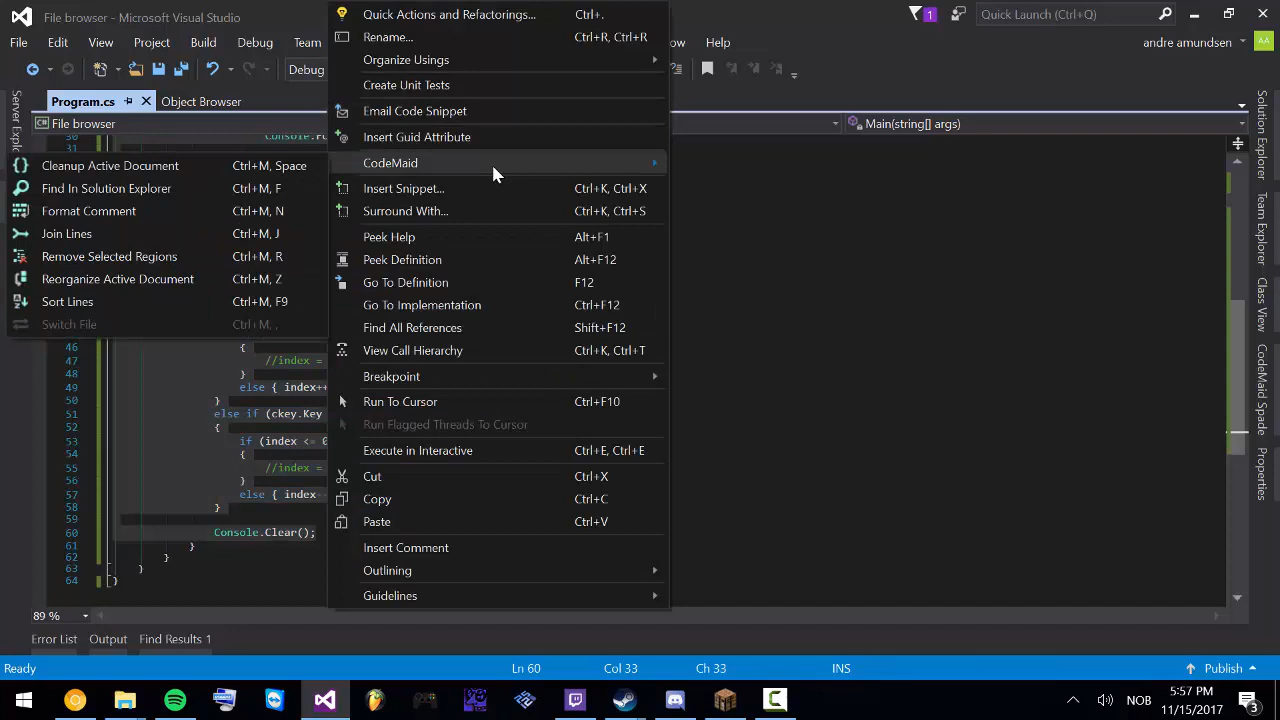 File browser - Microsoft Visual Studio
1
Quick Launch (Ctrl+Q)
File Edit View Project Build Debug Team
Help
andre amundsen AA
Debug
Program.cs
Object Browser
File browser
Main(string[] args)
Quick Actions and Refactorings... Ctrl+.
Rename... Ctrl+R, Ctrl+R
Organize Usings
Create Unit Tests
Email Code Snippet
Insert Guid Attribute
CodeMaid
Insert Snippet... Ctrl+K, Ctrl+X
Surround With... Ctrl+K, Ctrl+S
Peek Help Alt+F1
Peek Definition Alt+F12
Go To Definition F12
Go To Implementation Ctrl+F12
Find All References Shift+F12
View Call Hierarchy Ctrl+K, Ctrl+T
Breakpoint
Run To Cursor Ctrl+F10
Run Flagged Threads To Cursor
Execute in Interactive Ctrl+E, Ctrl+E
Cut Ctrl+X
Copy Ctrl+C
Paste Ctrl+V
Insert Comment
Outlining
Guidelines
Cleanup Active Document Ctrl+M, Space
Find In Solution Explorer Ctrl+M, F
Format Comment Ctrl+M, N
Join Lines Ctrl+M, J
Remove Selected Regions Ctrl+M, R
Reorganize Active Document Ctrl+M, Z
Sort Lines Ctrl+M, F9
Switch File Ctrl+M, ,
31
46 {
47 //index =
48 }
49 else { index++
50 }
51 else if (ckey.Key
52 {
53 if (index <= 0
54 {
55 //index =
56 }
57 else { index--
58 }
59
60 Console.Clear();
61 }
62 }
63 }
64 }
Solution Explorer
Team Explorer
Class View
CodeMaid Spade
Properties
89 %
Error List Output Find Results 1
Ready Ln 60 Col 33 Ch 33 INS Publish
NOB
5:57 PM
11/15/2017
3